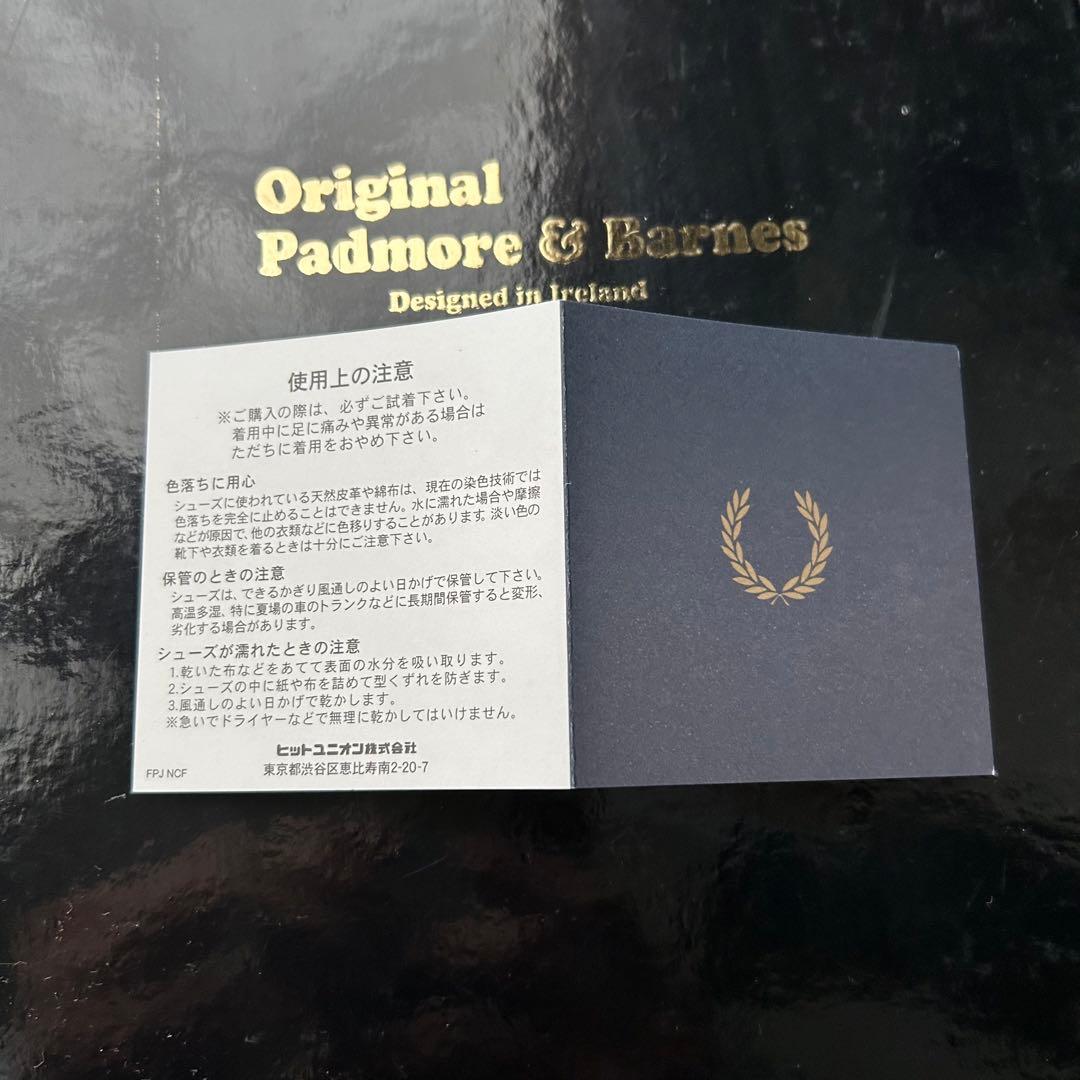 Original
Padmore & Barnes
Designed in Ireland
使用上の注意
※ご購入の際は、必ずご試着下さい。
着用中に足に痛みや異常がある場合は
ただちに着用をおやめ下さい。
色落ちに用心
シューズに使われている天然皮革や綿布は、現在の染色技術では
色落ちを完全に止めることはできません。水に濡れた場合や摩擦
などが原因で、他の衣類などに色移りすることがあります。淡い色の
靴下や衣類を着るときは十分にご注意下さい。
保管のときの注意
シューズは、できるかぎり風通しのよい日かげで保管して下さい。
高温多湿、特に夏場の車のトランクなどに長期間保管すると変形、
劣化する場合があります。
シューズが濡れたときの注意
1.乾いた布などをあてて表面の水分を吸い取ります。
2.シューズの中に紙や布を詰めて型くずれを防ぎます。
3.風通しのよい日かげで乾かします。
※急いでドライヤーなどで無理に乾かしてはいけません。
ヒットユニオン株式会社
東京都渋谷区恵比寿南2-20-7
FPJ NCF